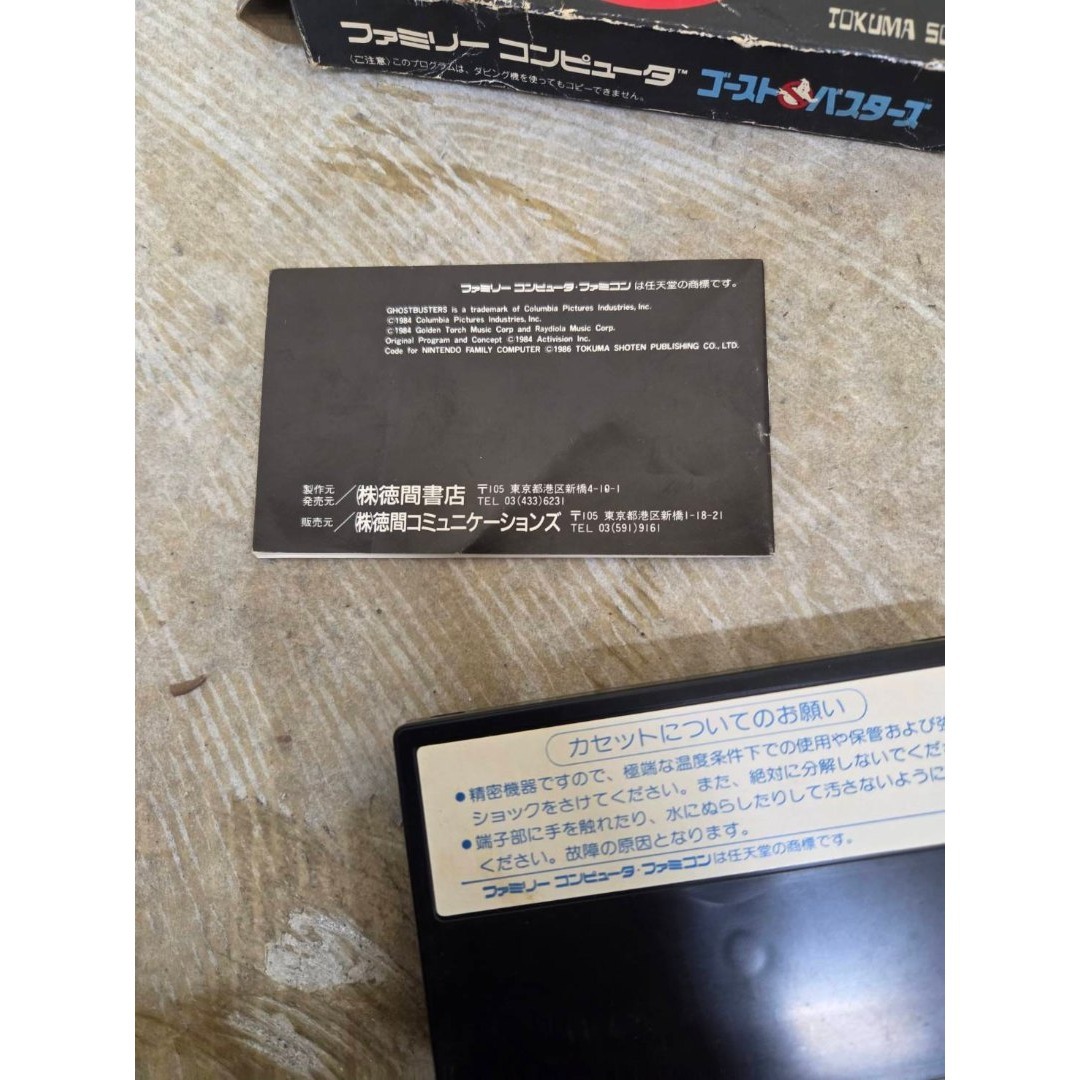 TOKUMA
ファミリー コンピュータ™ ゴーストバスターズ
(ご注意)このプログラムは、ダビング機を使ってもコピーできません。
ファミリー コンピュータ・ファミコン は任天堂の商標です。
GHOSTBUSTERS is a trademark of Columbia Pictures Industries, Inc.
©1984 Columbia Pictures Industries, Inc.
©1984 Golden Torch Music Corp and Raydiola Music Corp.
Original Program and Concept ©1984 Activision Inc.
Code for NINTENDO FAMILY COMPUTER ©1986 TOKUMA SHOTEN PUBLISHING CO., LTD.
製作元
発売元/㈱徳間書店 〒105 東京都港区新橋4-10-1
TEL 03(433)6231
販売元/㈱徳間コミュニケーションズ 〒105 東京都港区新橋1-18-21
TEL 03(591)9161
カセットについてのお願い
●精密機器ですので、極端な温度条件下での使用や保管および強
ショックをさけてください。また、絶対に分解しないでくだ
●端子部に手を触れたり、水にぬらしたりして汚さないように
ください。故障の原因となります。
ファミリー コンピュータ・ファミコンは任天堂の商標です。